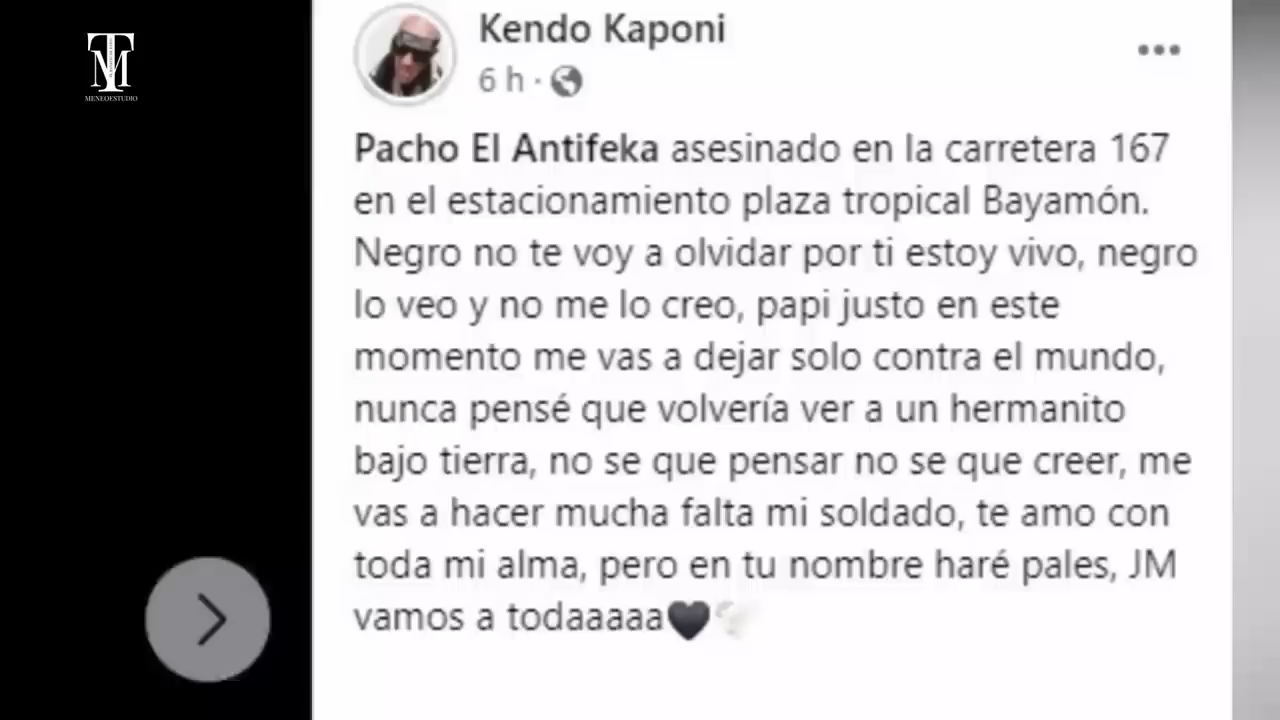 TM
MENEOESTUDIO
Kendo Kaponi
6 h ·
Pacho El Antifeka asesinado en la carretera 167
en el estacionamiento plaza tropical Bayamón.
Negro no te voy a olvidar por ti estoy vivo, negro
lo veo y no me lo creo, papi justo en este
momento me vas a dejar solo contra el mundo,
nunca pensé que volvería ver a un hermanito
bajo tierra, no se que pensar no se que creer, me
vas a hacer mucha falta mi soldado, te amo con
toda mi alma, pero en tu nombre haré pales, JM
vamos a todaaaaa🖤🕊